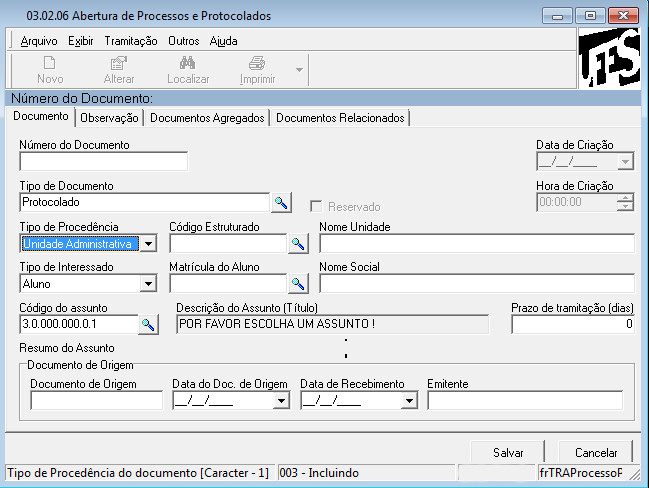 03.02.06 Abertura de Processos e Protocolados
Arquivo Exibir Tramitação Outros Ajuda
UFS
Novo Alterar Localizar Imprimir
Número do Documento:
Documento Observação Documentos Agregados Documentos Relacionados
Número do Documento Data de Criação
__/__/____
Tipo de Documento Hora de Criação
Protocolado Reservado 00:00:00
Tipo de Procedência Código Estruturado Nome Unidade
Unidade Administrativa
Tipo de Interessado Matrícula do Aluno Nome Social
Aluno
Código do assunto Descrição do Assunto (Título) Prazo de tramitação (dias)
3.0.000.000.0.1 POR FAVOR ESCOLHA UM ASSUNTO ! 0
Resumo do Assunto :
Documento de Origem
Documento de Origem Data do Doc. de Origem Data de Recebimento Emitente
__/__/____ __/__/____
Salvar Cancelar
Tipo de Procedência do documento [Caracter - 1] 003 - Incluindo frTRAProcessoF